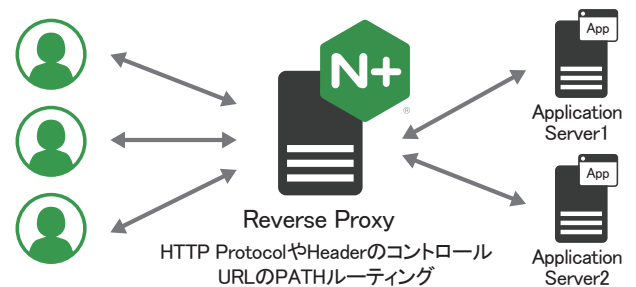 N+
®
Reverse Proxy
HTTP ProtocolやHeaderのコントロール
URLのPATHルーティング
App
Application
Server1
App
Application
Server2